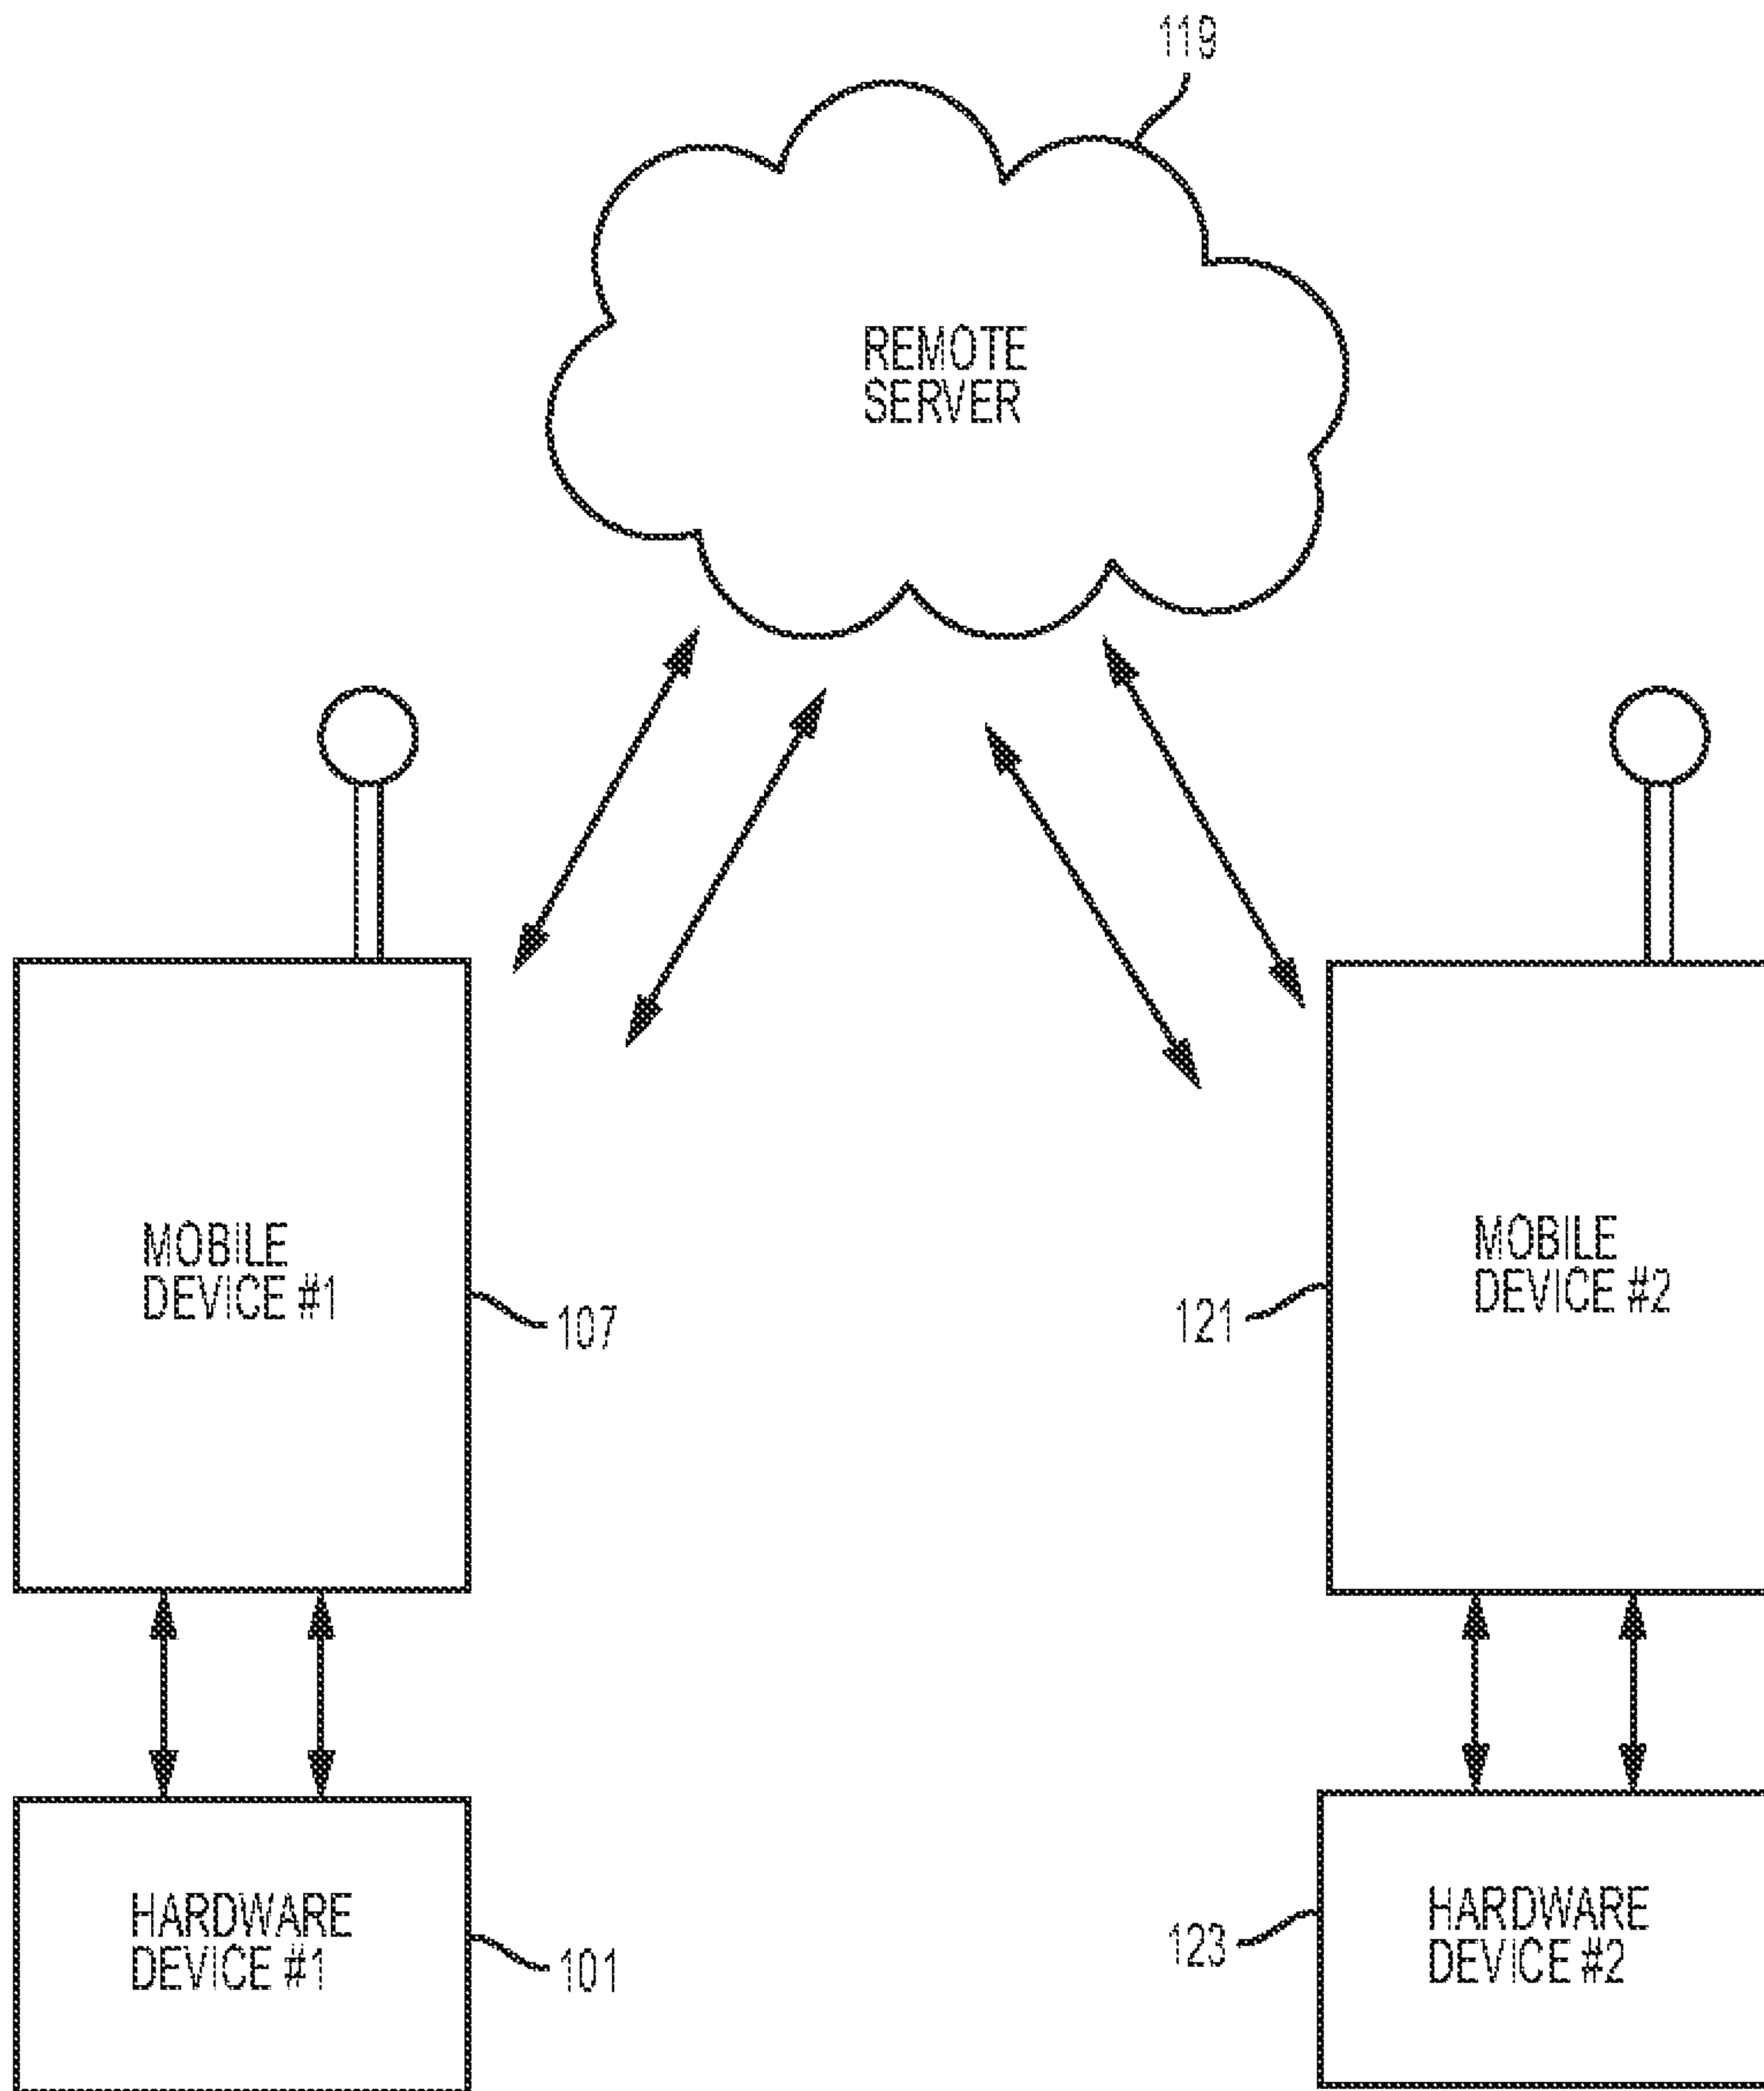 119
REMOTE
SERVER
MOBILE
DEVICE #1
107
121
MOBILE
DEVICE #2
HARDWARE
DEVICE #1
101
123
HARDWARE
DEVICE #2